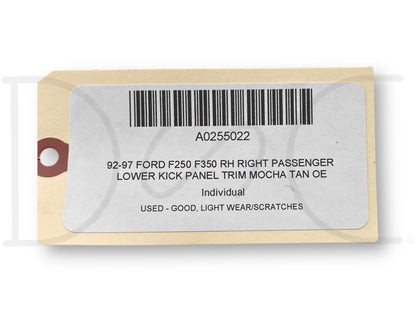 A0255022
92-97 FORD F250 F350 RH RIGHT PASSENGER
LOWER KICK PANEL TRIM MOCHA TAN OE
Individual
USED - GOOD, LIGHT WEAR/SCRATCHES